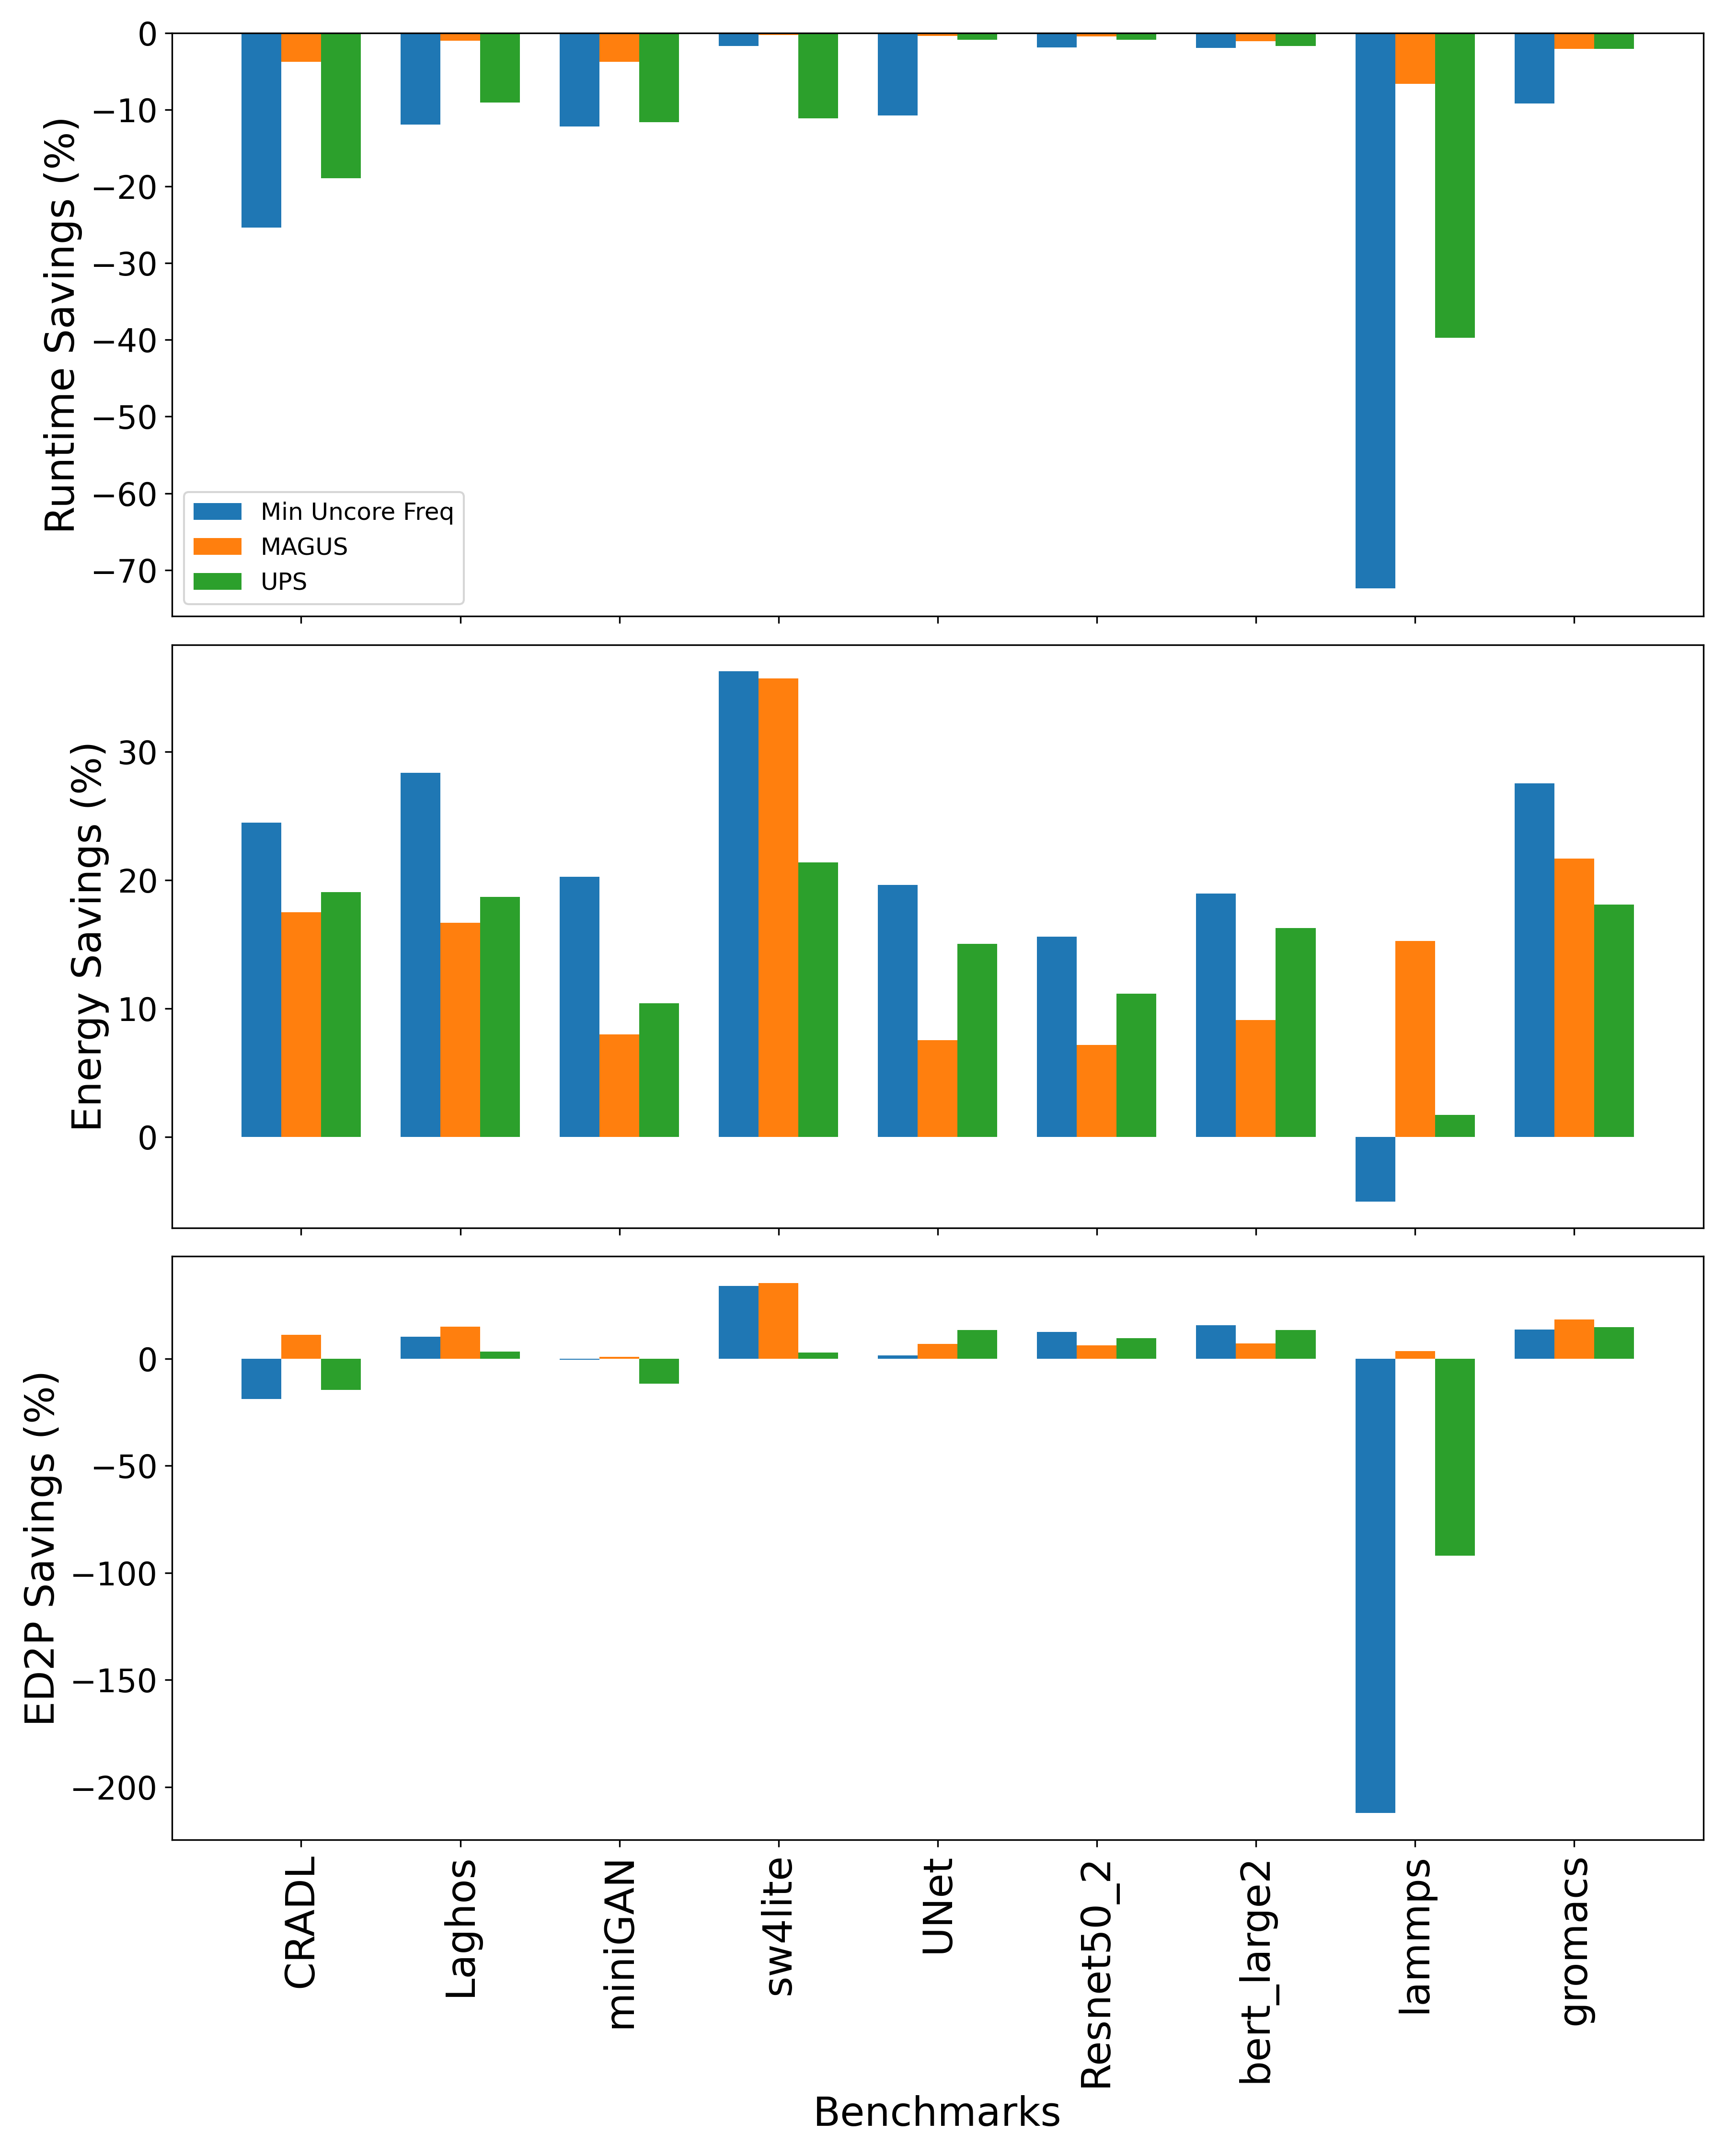 Runtime Savings (%)
0
−10
−20
−30
−40
−50
−60
−70
Min Uncore Freq
MAGUS
UPS
Energy Savings (%)
30
20
10
0
ED2P Savings (%)
0
−50
−100
−150
−200
CRADL
Laghos
miniGAN
sw4lite
UNet
Resnet50_2
bert_large2
lammps
gromacs
Benchmarks